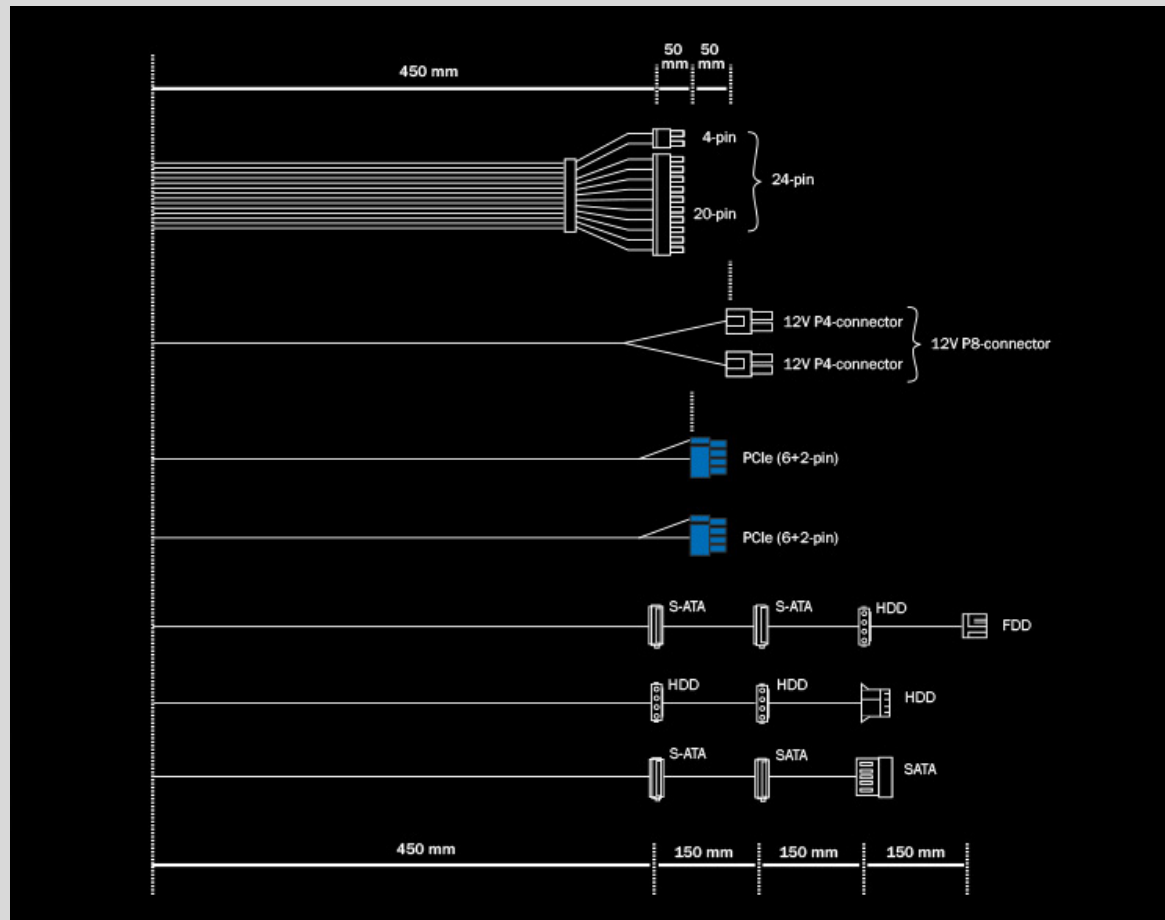 50
mm
50
mm
450 mm
4-pin
24-pin
20-pin
12V P4-connector
12V P8-connector
12V P4-connector
PCIe (6+2-pin)
PCIe (6+2-pin)
S-ATA
S-ATA
HDD
FDD
HDD
HDD
HDD
S-ATA
SATA
SATA
450 mm
150 mm
150 mm
150 mm